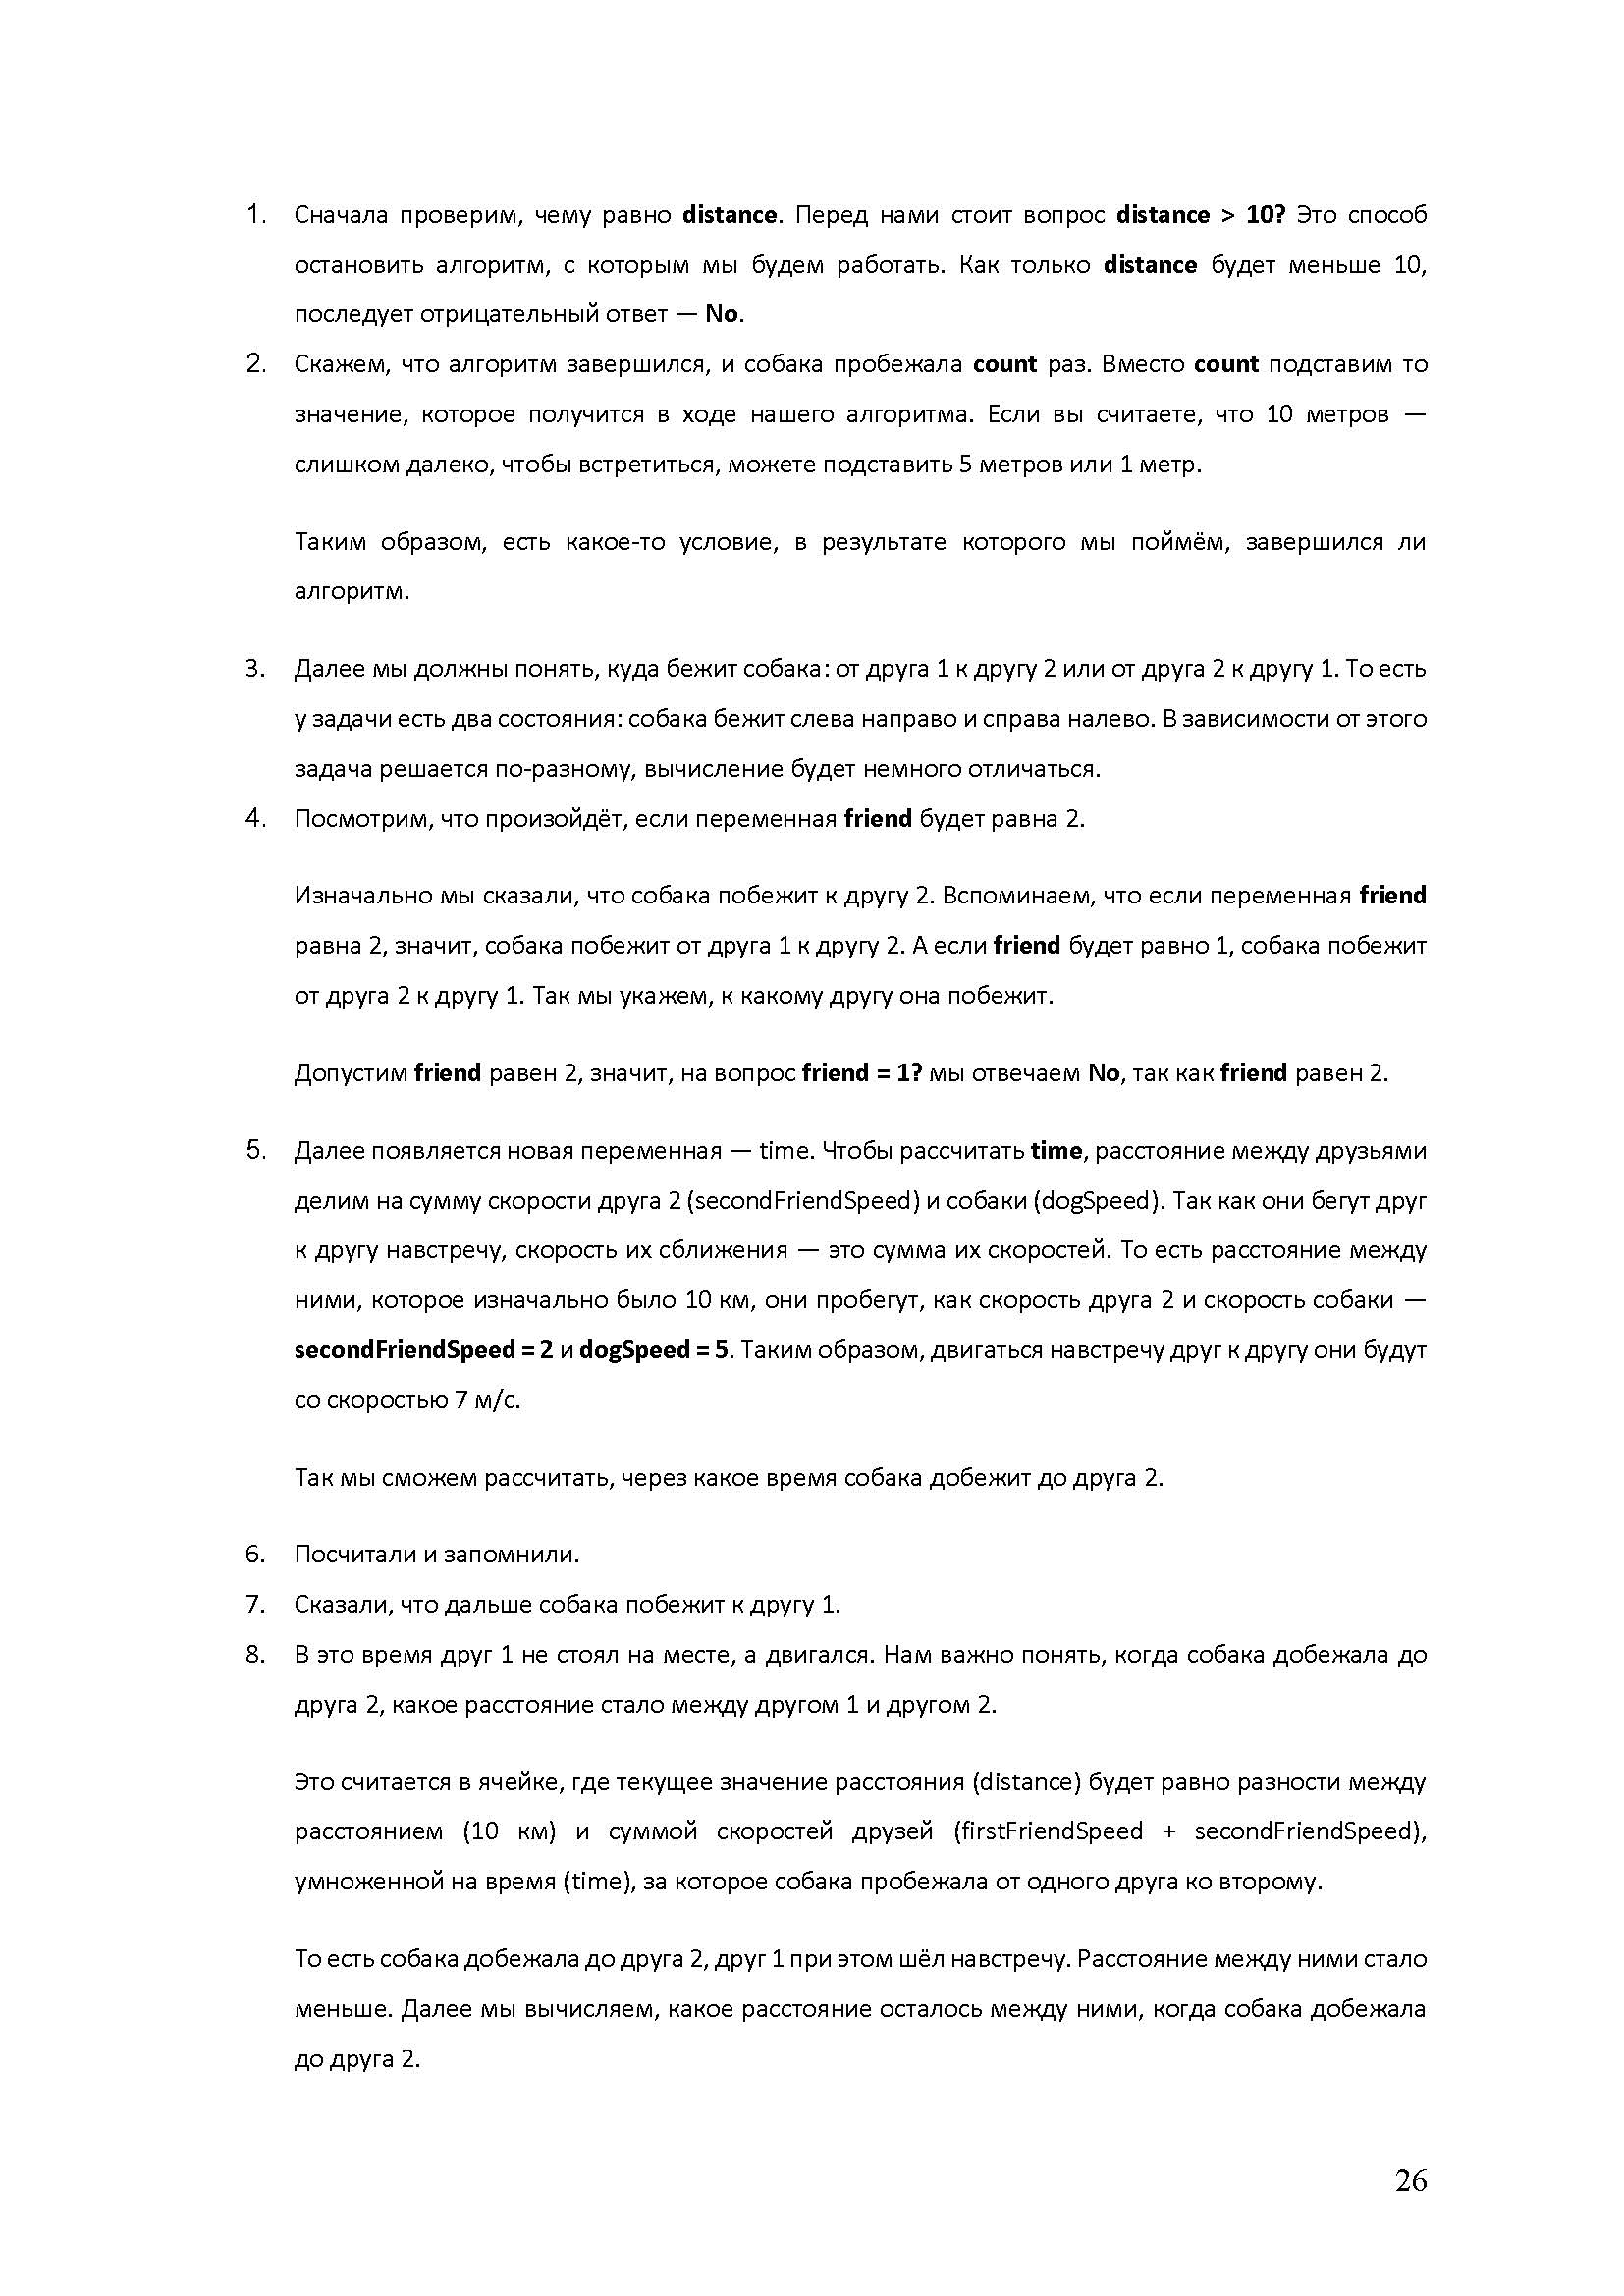 1. Сначала проверим, чему равно distance. Перед нами стоит вопрос distance > 10? Это способ
остановить алгоритм, с которым мы будем работать. Как только distance будет меньше 10,
последует отрицательный ответ — No.
2. Скажем, что алгоритм завершился, и собака пробежала count раз. Вместо count подставим то
значение, которое получится в ходе нашего алгоритма. Если вы считаете, что 10 метров —
слишком далеко, чтобы встретиться, можете подставить 5 метров или 1 метр.
Таким образом, есть какое-то условие, в результате которого мы поймём, завершился ли
алгоритм.
3. Далее мы должны понять, куда бежит собака: от друга 1 к другу 2 или от друга 2 к другу 1. То есть
у задачи есть два состояния: собака бежит слева направо и справа налево. В зависимости от этого
задача решается по-разному, вычисление будет немного отличаться.
4. Посмотрим, что произойдёт, если переменная friend будет равна 2.
Изначально мы сказали, что собака побежит к другу 2. Вспоминаем, что если переменная friend
равна 2, значит, собака побежит от друга 1 к другу 2. А если friend будет равно 1, собака побежит
от друга 2 к другу 1. Так мы укажем, к какому другу она побежит.
Допустим friend равен 2, значит, на вопрос friend = 1? мы отвечаем No, так как friend равен 2.
5. Далее появляется новая переменная — time. Чтобы рассчитать time, расстояние между друзьями
делим на сумму скорости друга 2 (secondFriendSpeed) и собаки (dogSpeed). Так как они бегут друг
к другу навстречу, скорость их сближения — это сумма их скоростей. То есть расстояние между
ними, которое изначально было 10 км, они пробегут, как скорость друга 2 и скорость собаки —
secondFriendSpeed = 2 и dogSpeed = 5. Таким образом, двигаться навстречу друг к другу они будут
со скоростью 7 м/с.
Так мы сможем рассчитать, через какое время собака добежит до друга 2.
6. Посчитали и запомнили.
7. Сказали, что дальше собака побежит к другу 1.
8. В это время друг 1 не стоял на месте, а двигался. Нам важно понять, когда собака добежала до
друга 2, какое расстояние стало между другом 1 и другом 2.
Это считается в ячейке, где текущее значение расстояния (distance) будет равно разности между
расстоянием (10 км) и суммой скоростей друзей (firstFriendSpeed + secondFriendSpeed),
умноженной на время (time), за которое собака пробежала от одного друга ко второму.
То есть собака добежала до друга 2, друг 1 при этом шёл навстречу. Расстояние между ними стало
меньше. Далее мы вычисляем, какое расстояние осталось между ними, когда собака добежала
до друга 2.
26